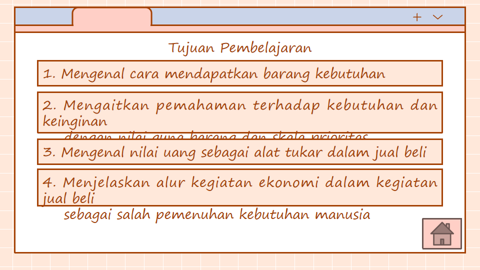 Tujuan Pembelajaran
1. Mengenal cara mendapatkan barang kebutuhan
2. Mengaitkan pemahaman terhadap kebutuhan dan
keinginan
dengan nilai guna barang dan skala prioritas
3. Mengenal nilai uang sebagai alat tukar dalam jual beli
4. Menjelaskan alur kegiatan ekonomi dalam kegiatan
jual beli
sebagai salah pemenuhan kebutuhan manusia